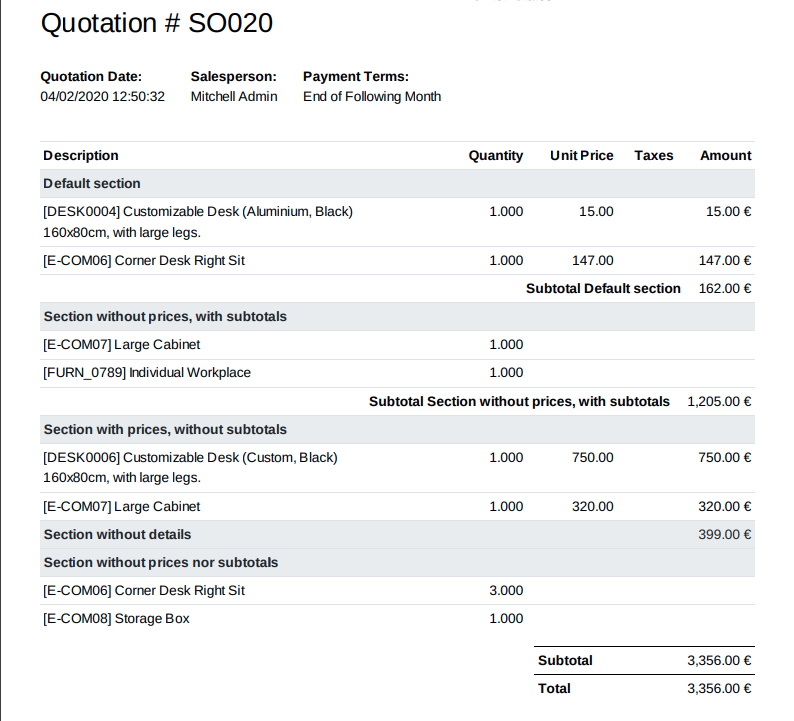 Quotation # SO020
Quotation Date: Salesperson: Payment Terms:
04/02/2020 12:50:32 Mitchell Admin End of Following Month
Description Quantity Unit Price Taxes Amount
Default section
[DESK0004] Customizable Desk (Aluminium, Black) 1.000 15.00 15.00 €
160x80cm, with large legs.
[E-COM06] Corner Desk Right Sit 1.000 147.00 147.00 €
Subtotal Default section 162.00 €
Section without prices, with subtotals
[E-COM07] Large Cabinet 1.000
[FURN_0789] Individual Workplace 1.000
Subtotal Section without prices, with subtotals 1,205.00 €
Section with prices, without subtotals
[DESK0006] Customizable Desk (Custom, Black) 1.000 750.00 750.00 €
160x80cm, with large legs.
[E-COM07] Large Cabinet 1.000 320.00 320.00 €
Section without details 399.00 €
Section without prices nor subtotals
[E-COM06] Corner Desk Right Sit 3.000
[E-COM08] Storage Box 1.000
Subtotal 3,356.00 €
Total 3,356.00 €